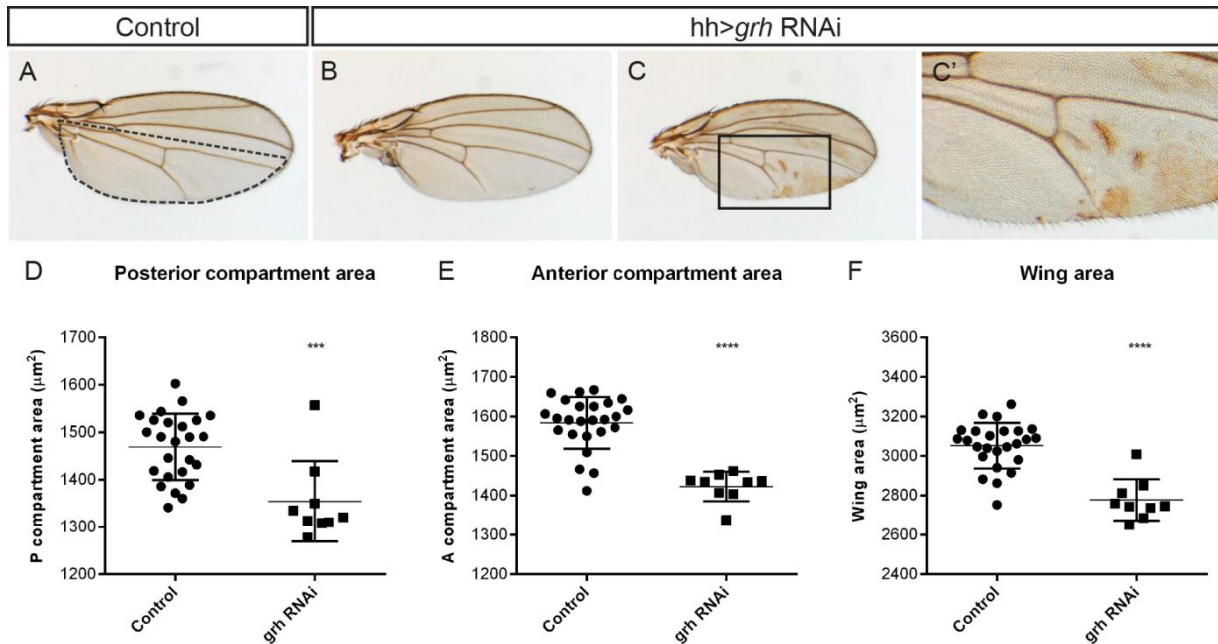 Control
hh>grh RNAi
A
B
C
C'
D
Posterior compartment area
P compartment area (μm²)
1700
1600
1500
1400
1300
1200
***
Control
grh RNAi
E
Anterior compartment area
A compartment area (μm²)
1800
1700
1600
1500
1400
1300
1200
****
Control
grh RNAi
F
Wing area
Wing area (μm²)
3600
3400
3200
3000
2800
2600
2400
****
Control
grh RNAi